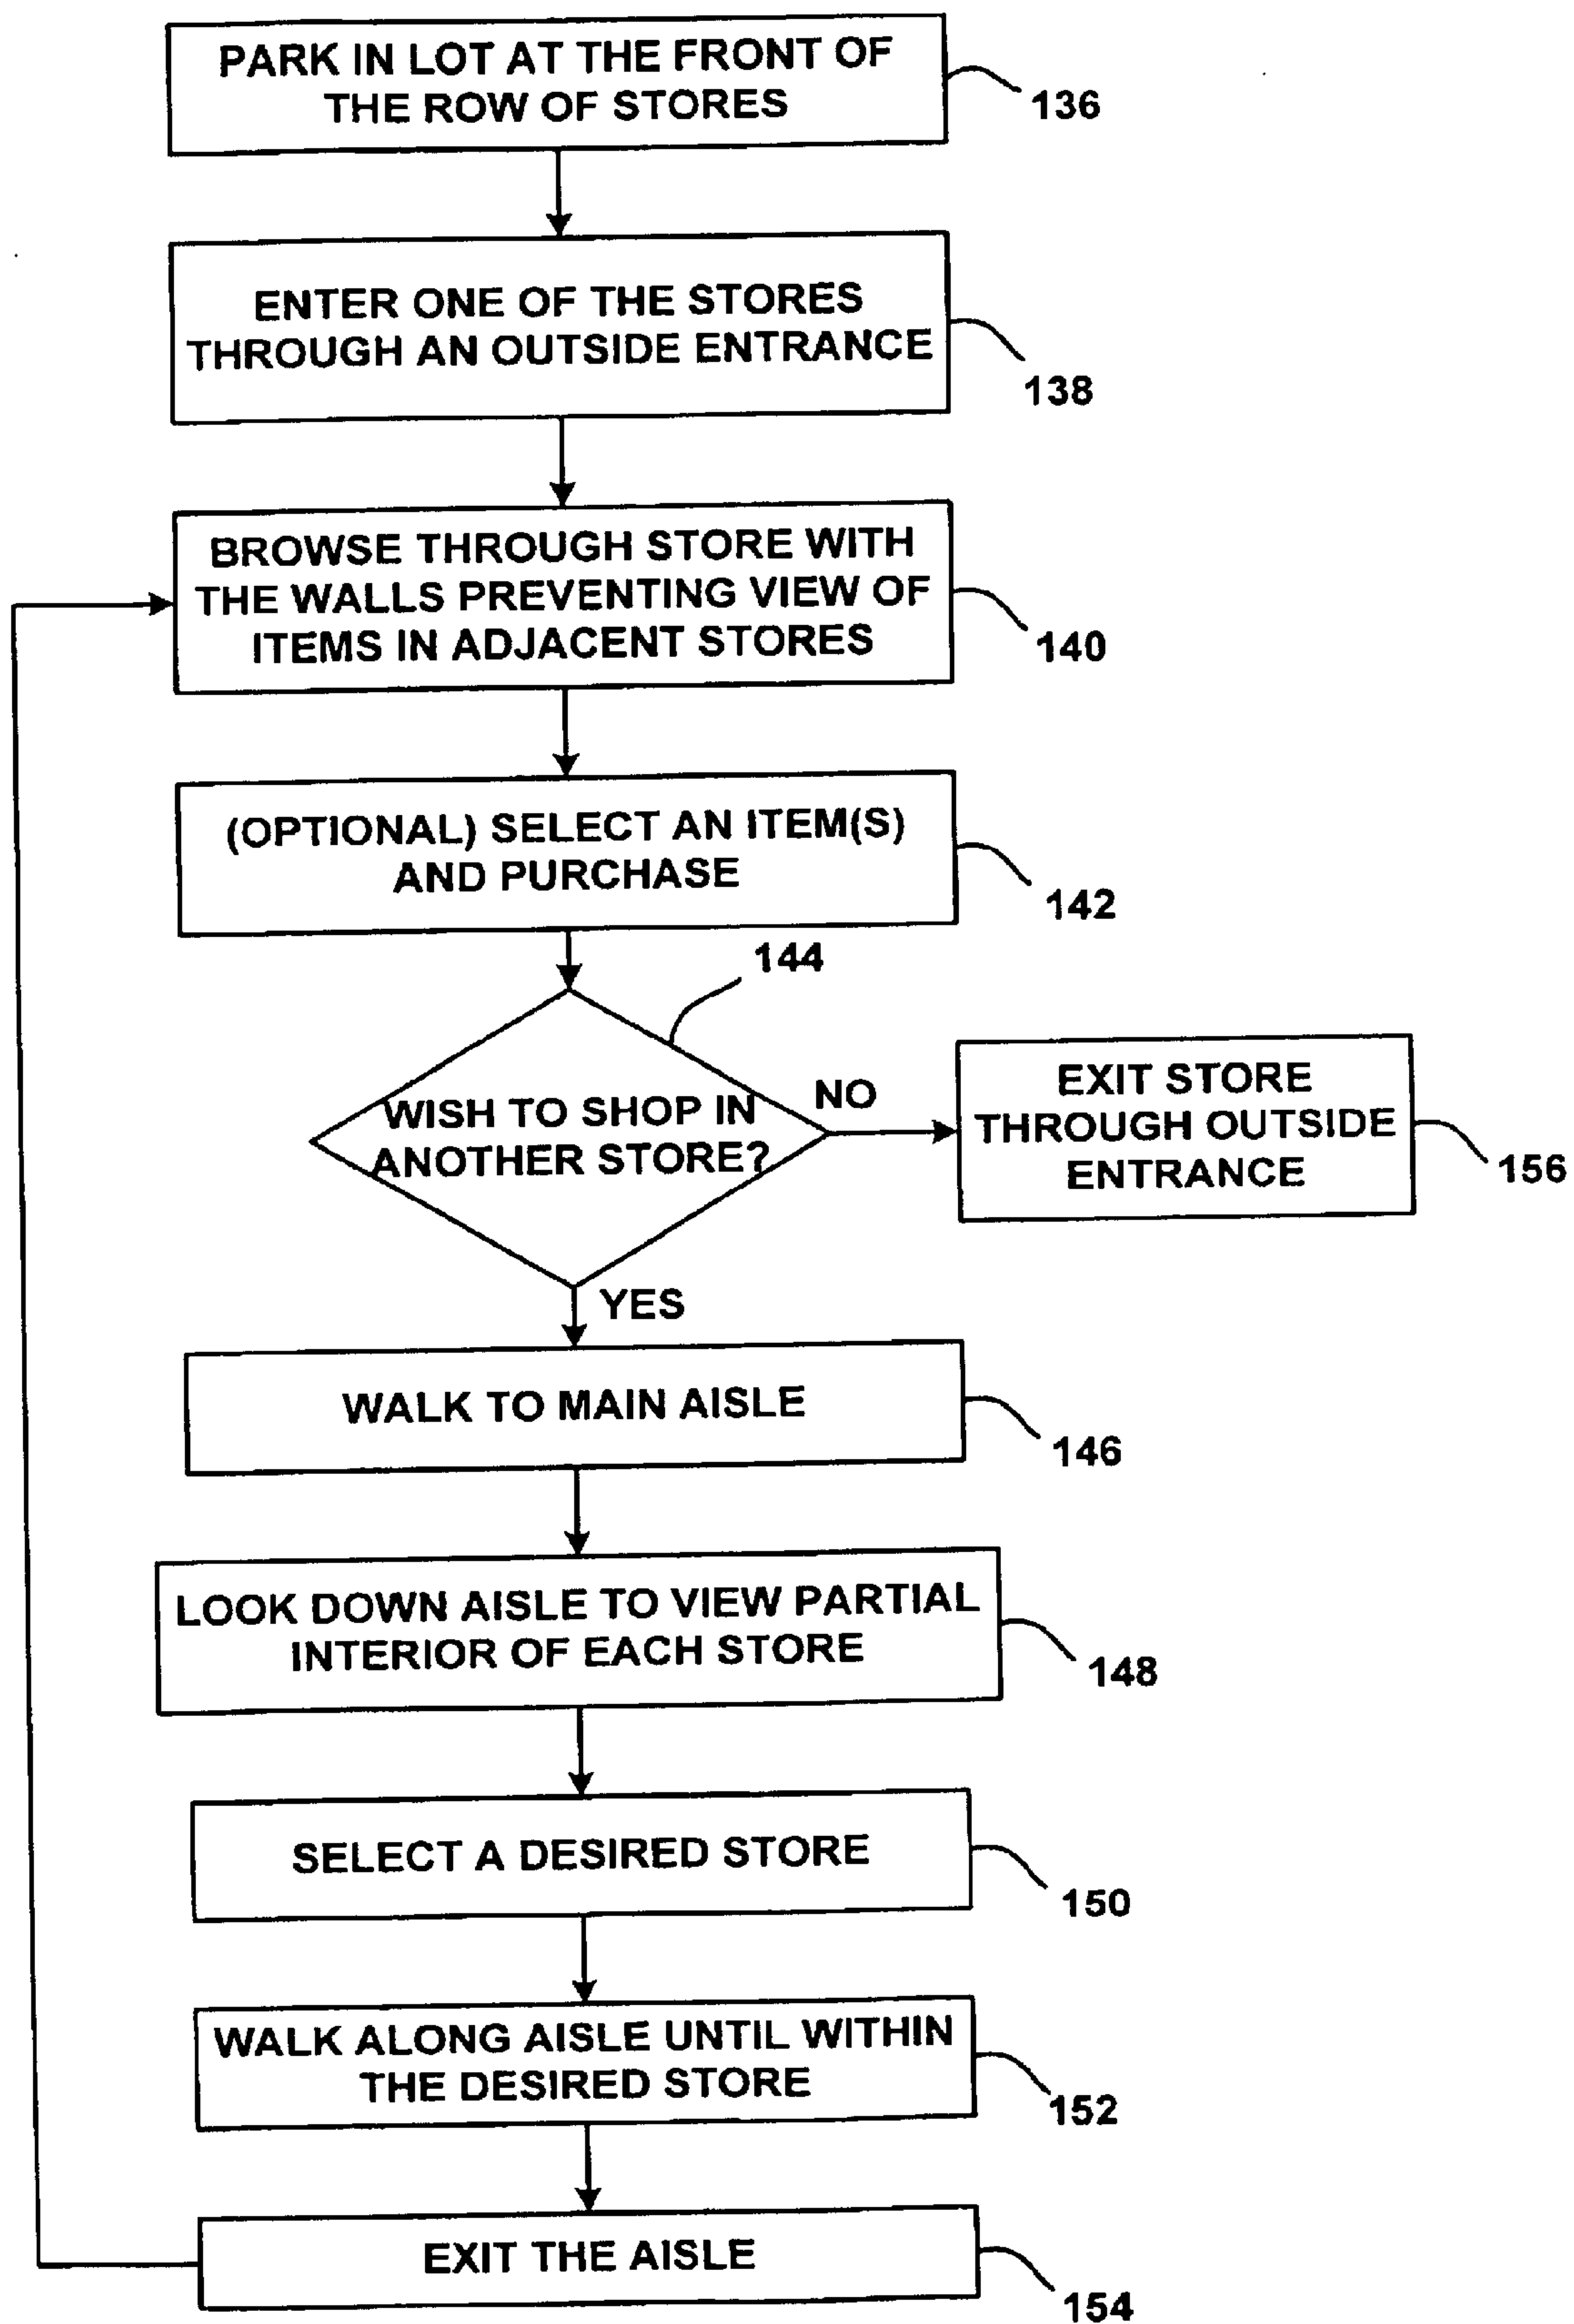 PARK IN LOT AT THE FRONT OF
THE ROW OF STORES
136
ENTER ONE OF THE STORES
THROUGH AN OUTSIDE ENTRANCE
138
BROWSE THROUGH STORE WITH
THE WALLS PREVENTING VIEW OF
ITEMS IN ADJACENT STORES
140
(OPTIONAL) SELECT AN ITEM(S)
AND PURCHASE
142
144
WISH TO SHOP IN
ANOTHER STORE?
NO
EXIT STORE
THROUGH OUTSIDE
ENTRANCE
156
YES
WALK TO MAIN AISLE
146
LOOK DOWN AISLE TO VIEW PARTIAL
INTERIOR OF EACH STORE
148
SELECT A DESIRED STORE
150
WALK ALONG AISLE UNTIL WITHIN
THE DESIRED STORE
152
EXIT THE AISLE
154